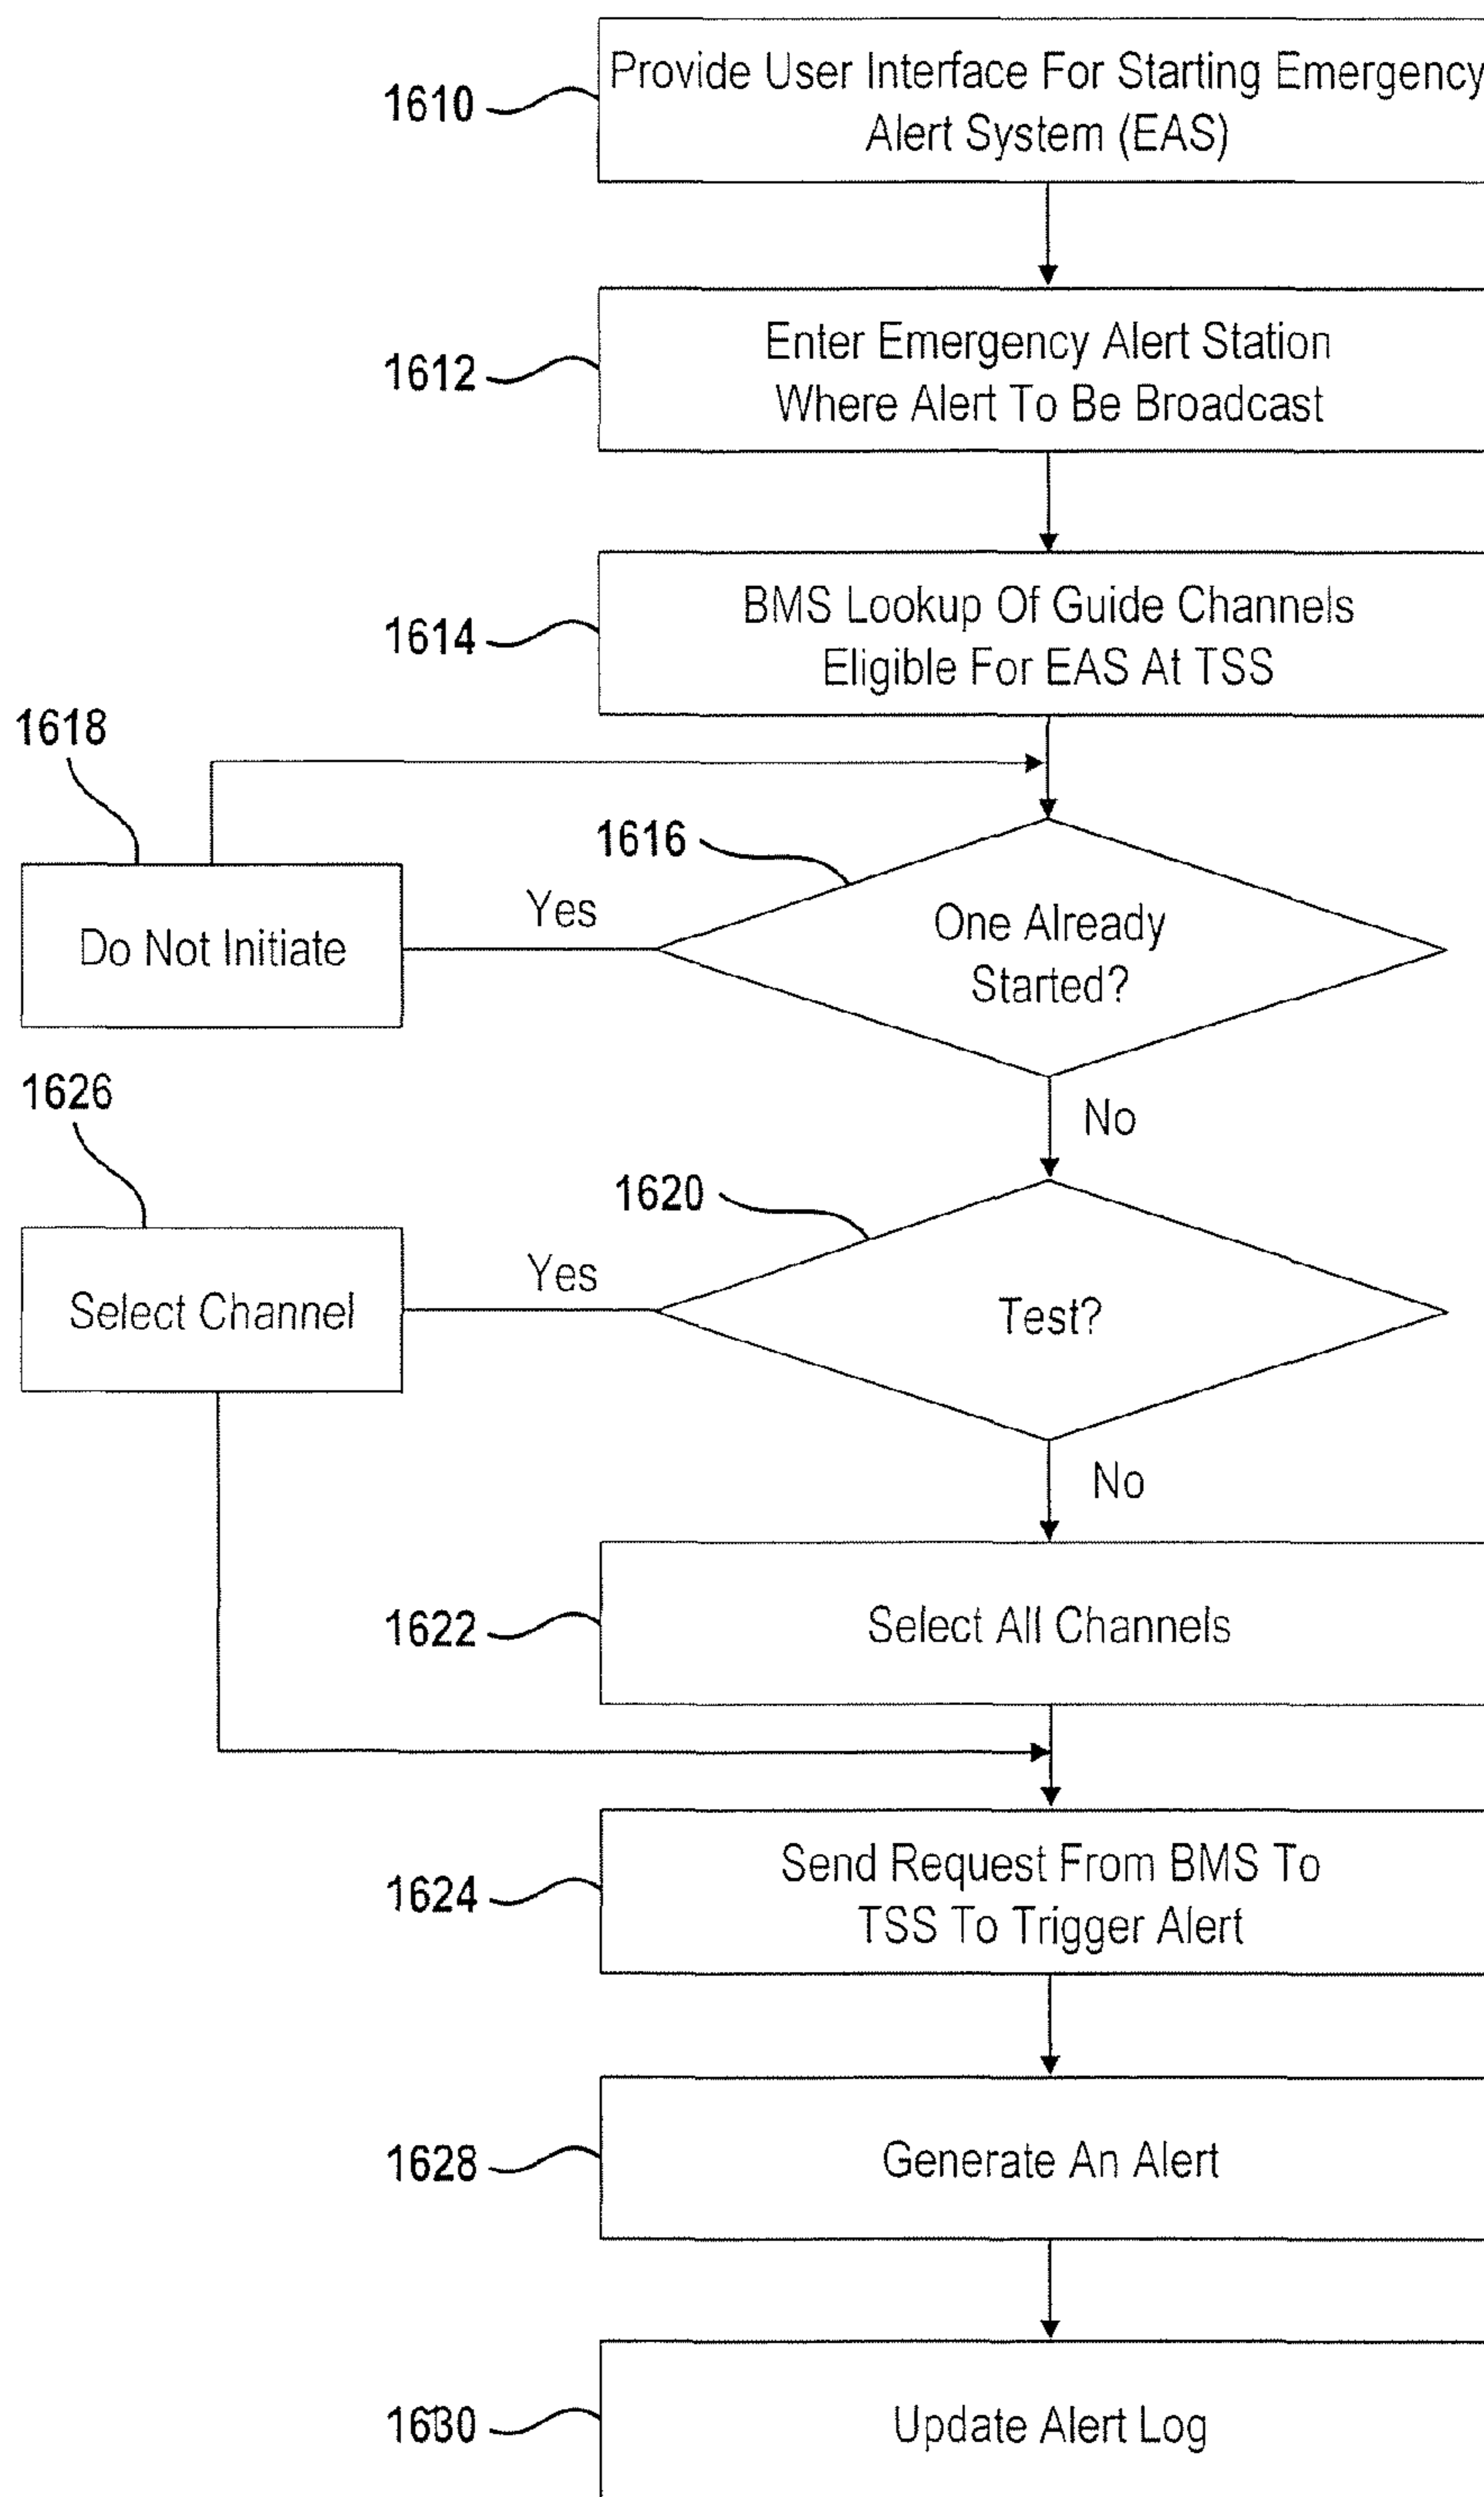 1610
Provide User Interface For Starting Emergency
Alert System (EAS)
1612
Enter Emergency Alert Station
Where Alert To Be Broadcast
1614
BMS Lookup Of Guide Channels
Eligible For EAS At TSS
1618
1616
Do Not Initiate
Yes
One Already
Started?
No
1626
1620
Select Channel
Yes
Test?
No
1622
Select All Channels
1624
Send Request From BMS To
TSS To Trigger Alert
1628
Generate An Alert
1630
Update Alert Log